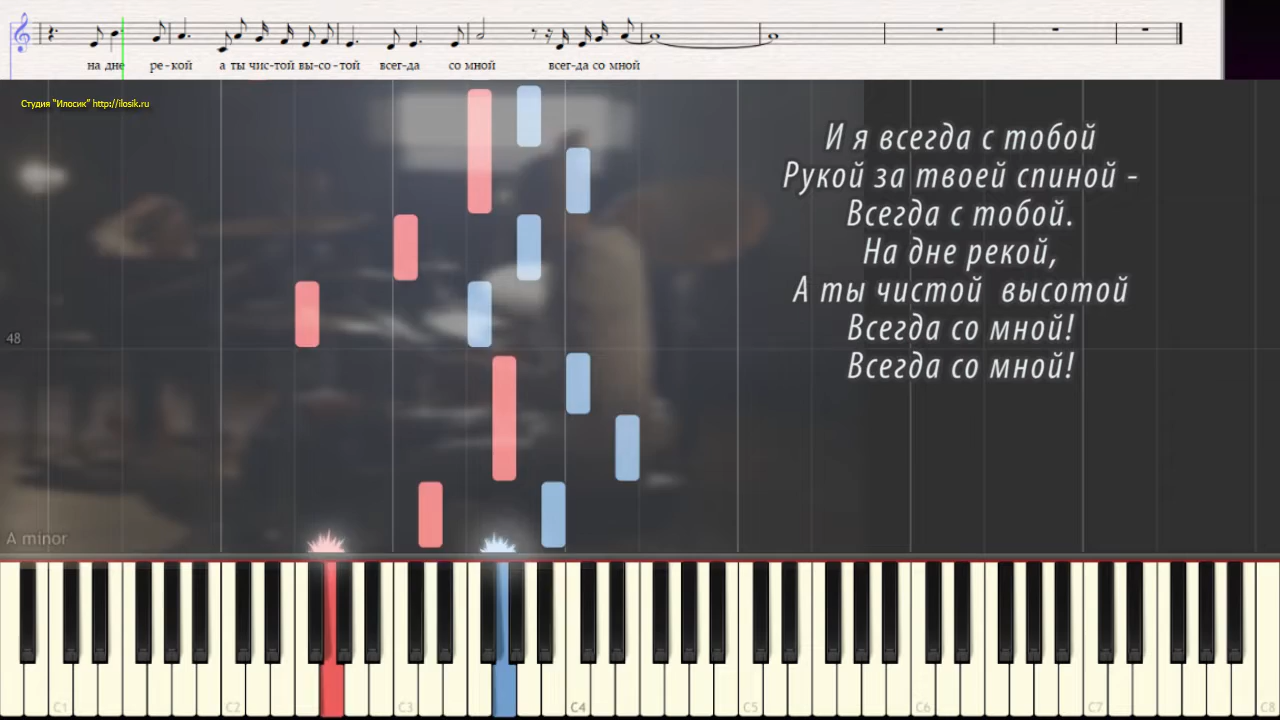 на дне ре-кой а ты чис-той вы-со-той всег-да со мной всег-да со мной
Студия "Илосик" http://ilosik.ru
И я всегда с тобой
Рукой за твоей спиной -
Всегда с тобой.
На дне рекой,
А ты чистой высотой
Всегда со мной!
Всегда со мной!
48
A minor
C1 C2 C3 C4 C5 C6 C7 C8